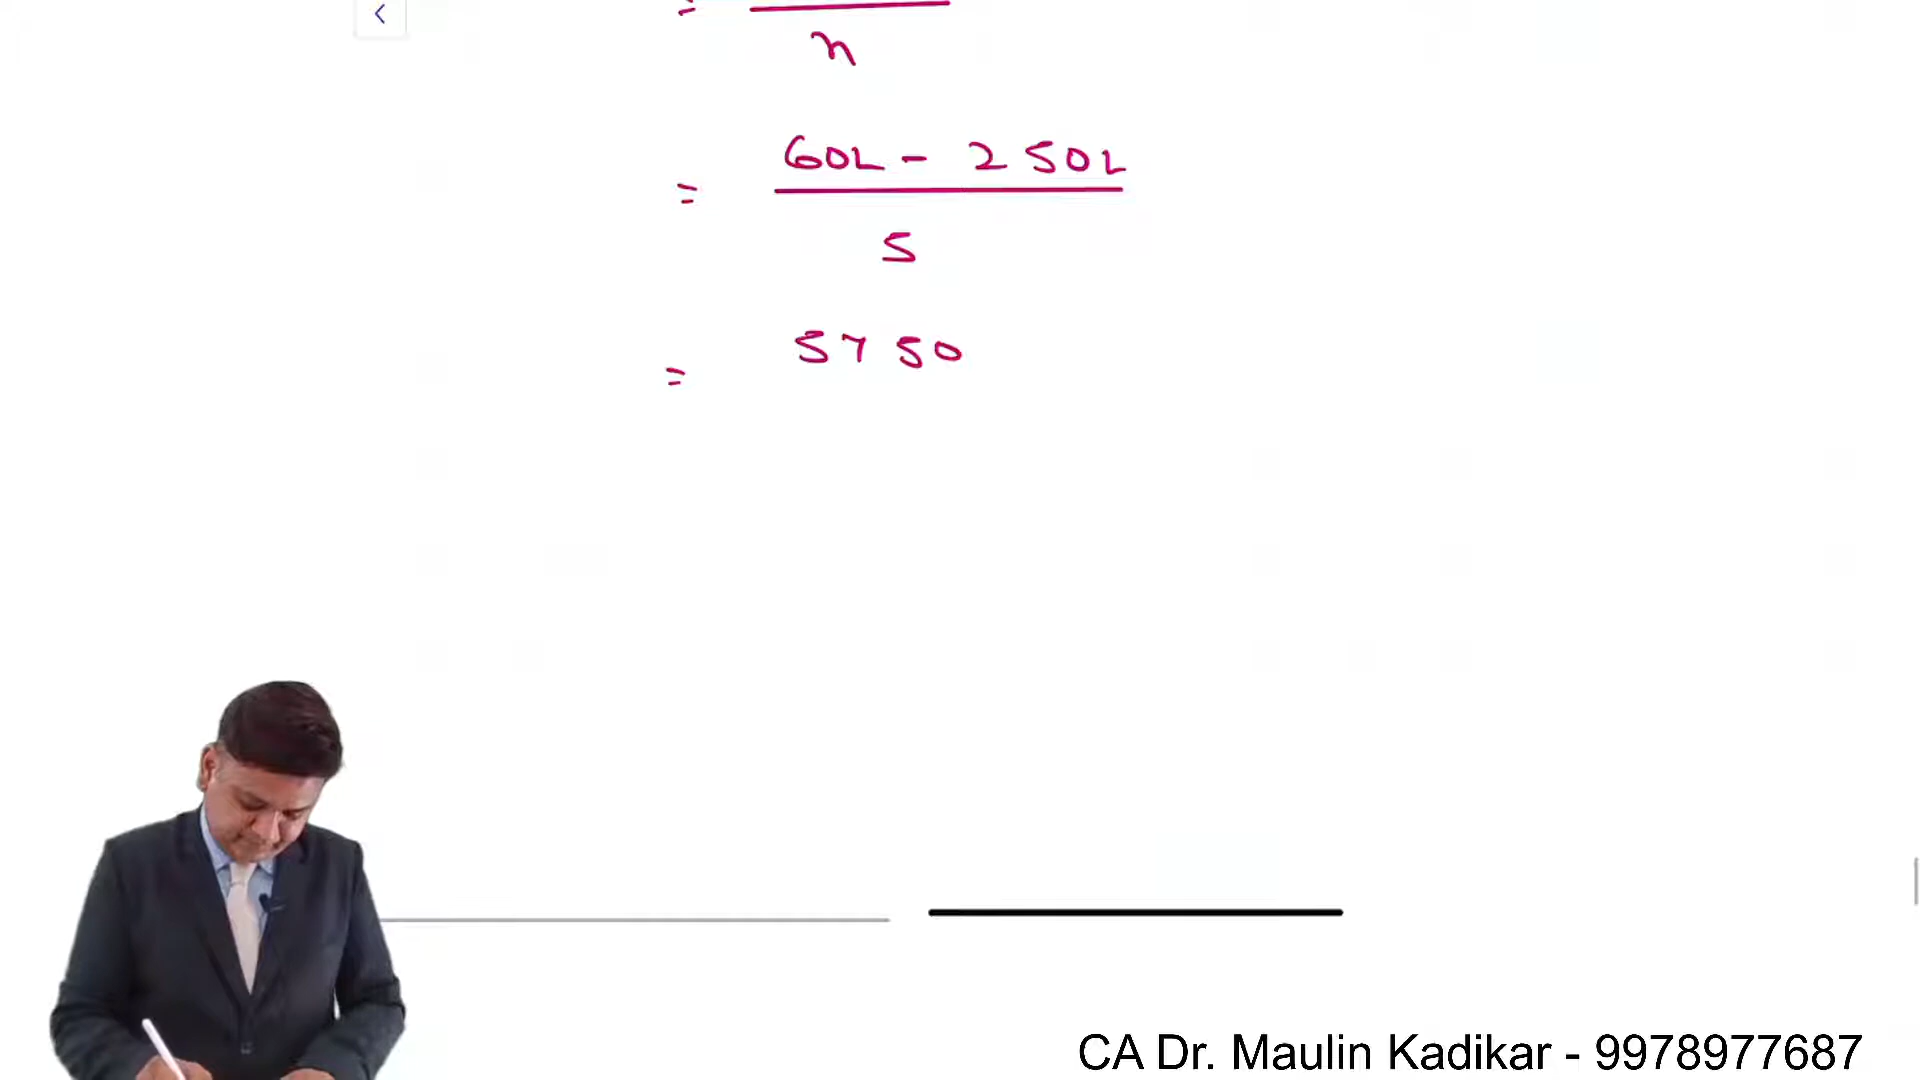 =
n
= 60L - 250L
5
= 5750
CA Dr. Maulin Kadikar - 9978977687